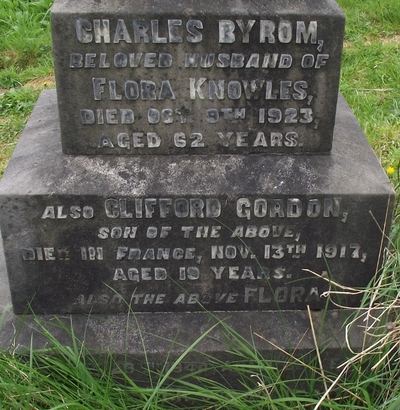 CHARLES BYROM,
BELOVED HUSBAND OF
FLORA KNOWLES,
DIED OCT. 9TH 1923,
AGED 62 YEARS.
ALSO CLIFFORD GORDON,
SON OF THE ABOVE,
DIED IN FRANCE, NOV. 13TH 1917,
AGED 19 YEARS.
ALSO THE ABOVE FLORA